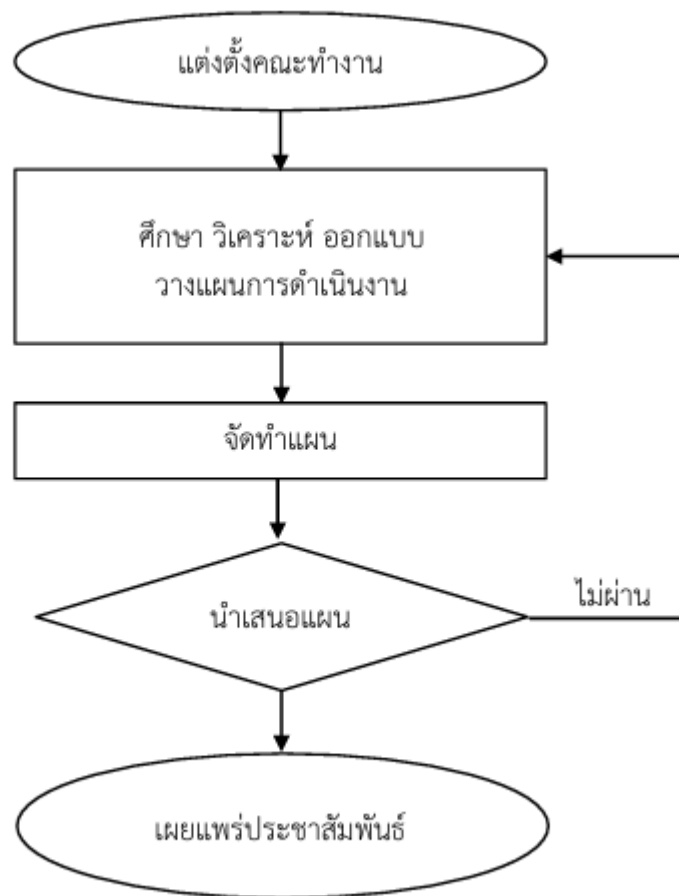 แต่งตั้งคณะทำงาน
ศึกษา วิเคราะห์ ออกแบบ
วางแผนการดำเนินงาน
จัดทำแผน
นำเสนอแผน
ไม่ผ่าน
เผยแพร่ประชาสัมพันธ์